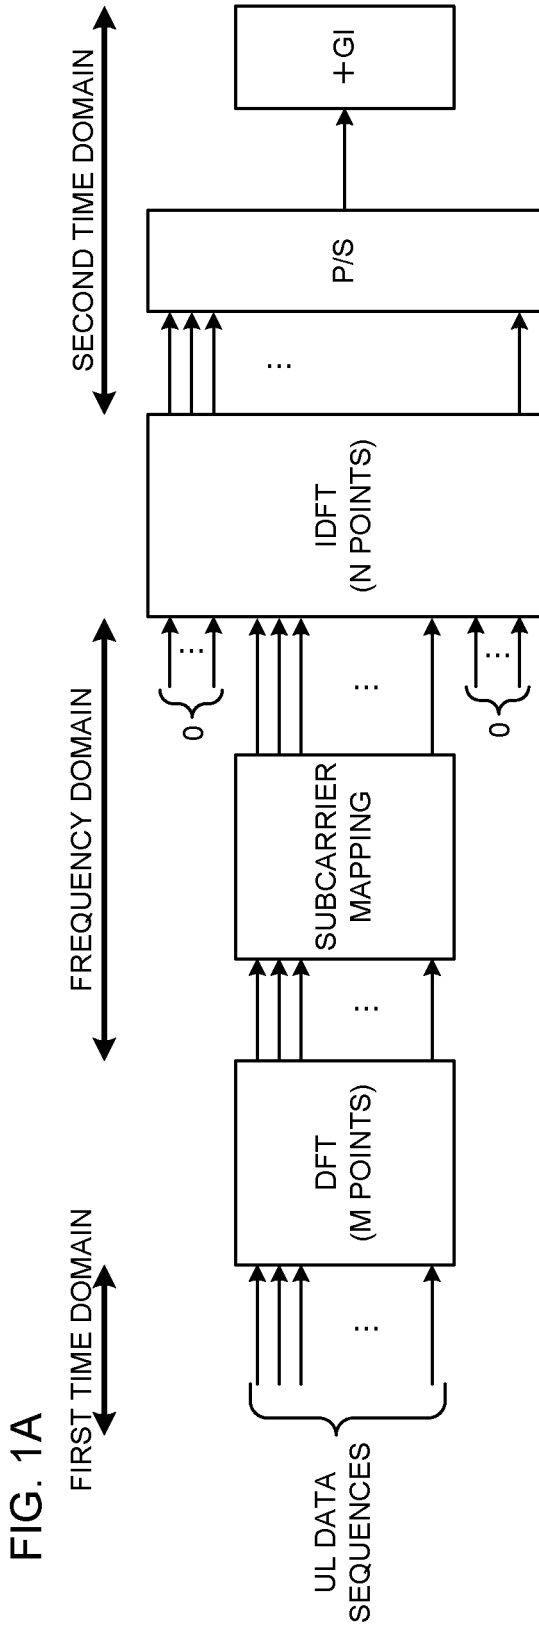 FIG. 1A
FIRST TIME DOMAIN
FREQUENCY DOMAIN
SECOND TIME DOMAIN
UL DATA
SEQUENCES
...
DFT
(M POINTS)
...
SUBCARRIER
MAPPING
...
0
...
0
...
IDFT
(N POINTS)
...
P/S
+GI